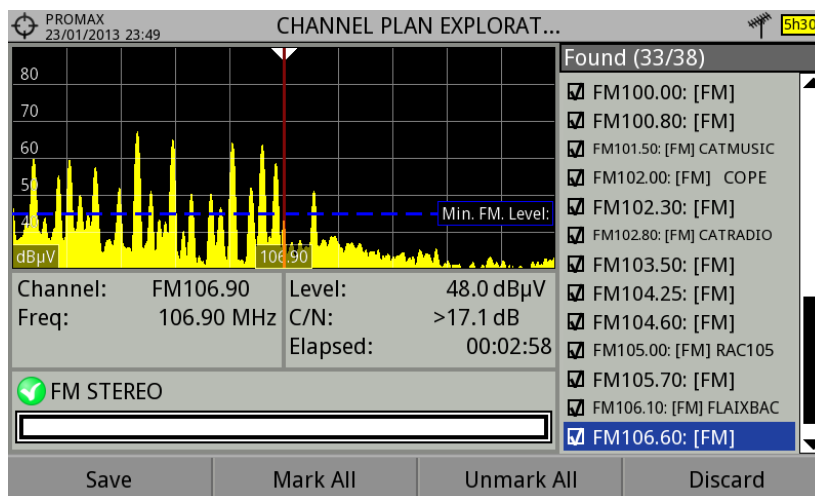 PROMAX
23/01/2013 23:49
CHANNEL PLAN EXPLORAT...
5h30
80
70
60
50
40
dBµV
106.90
Min. FM. Level:
Channel: FM106.90
Freq: 106.90 MHz
Level: 48.0 dBµV
C/N: >17.1 dB
Elapsed: 00:02:58
FM STEREO
Found (33/38)
FM100.00: [FM]
FM100.80: [FM]
FM101.50: [FM] CATMUSIC
FM102.00: [FM] COPE
FM102.30: [FM]
FM102.80: [FM] CATRADIO
FM103.50: [FM]
FM104.25: [FM]
FM104.60: [FM]
FM105.00: [FM] RAC105
FM105.70: [FM]
FM106.10: [FM] FLAIXBAC
FM106.60: [FM]
Save
Mark All
Unmark All
Discard